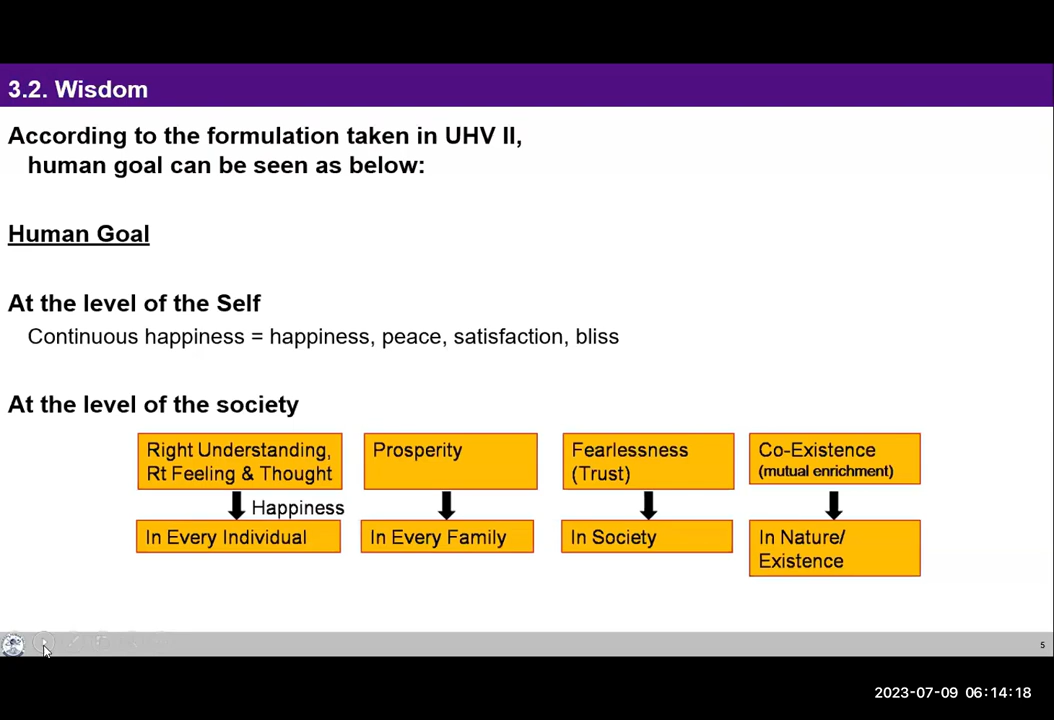 3.2. Wisdom
According to the formulation taken in UHV II,
human goal can be seen as below:
Human Goal
At the level of the Self
Continuous happiness = happiness, peace, satisfaction, bliss
At the level of the society
Right Understanding,
Rt Feeling & Thought
Happiness
In Every Individual
Prosperity
In Every Family
Fearlessness
(Trust)
In Society
Co-Existence
(mutual enrichment)
In Nature/
Existence
5
2023-07-09 06:14:18